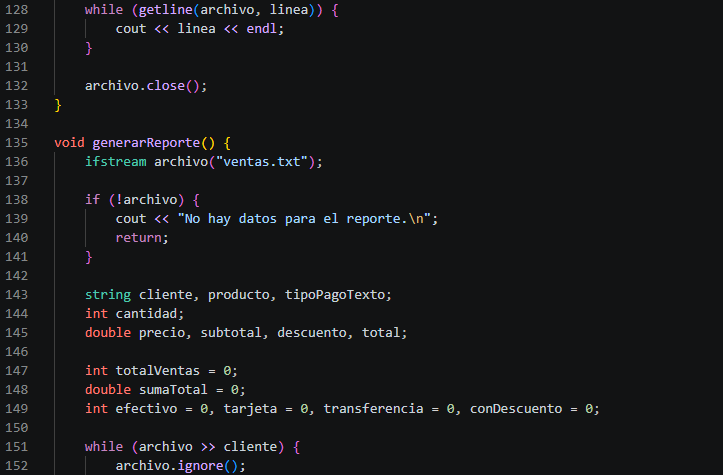 128 while (getline(archivo, linea)) {
129 cout << linea << endl;
130 }
131
132 archivo.close();
133 }
134
135 void generarReporte() {
136 ifstream archivo("ventas.txt");
137
138 if (!archivo) {
139 cout << "No hay datos para el reporte.\n";
140 return;
141 }
142
143 string cliente, producto, tipoPagoTexto;
144 int cantidad;
145 double precio, subtotal, descuento, total;
146
147 int totalVentas = 0;
148 double sumaTotal = 0;
149 int efectivo = 0, tarjeta = 0, transferencia = 0, conDescuento = 0;
150
151 while (archivo >> cliente) {
152 archivo.ignore();